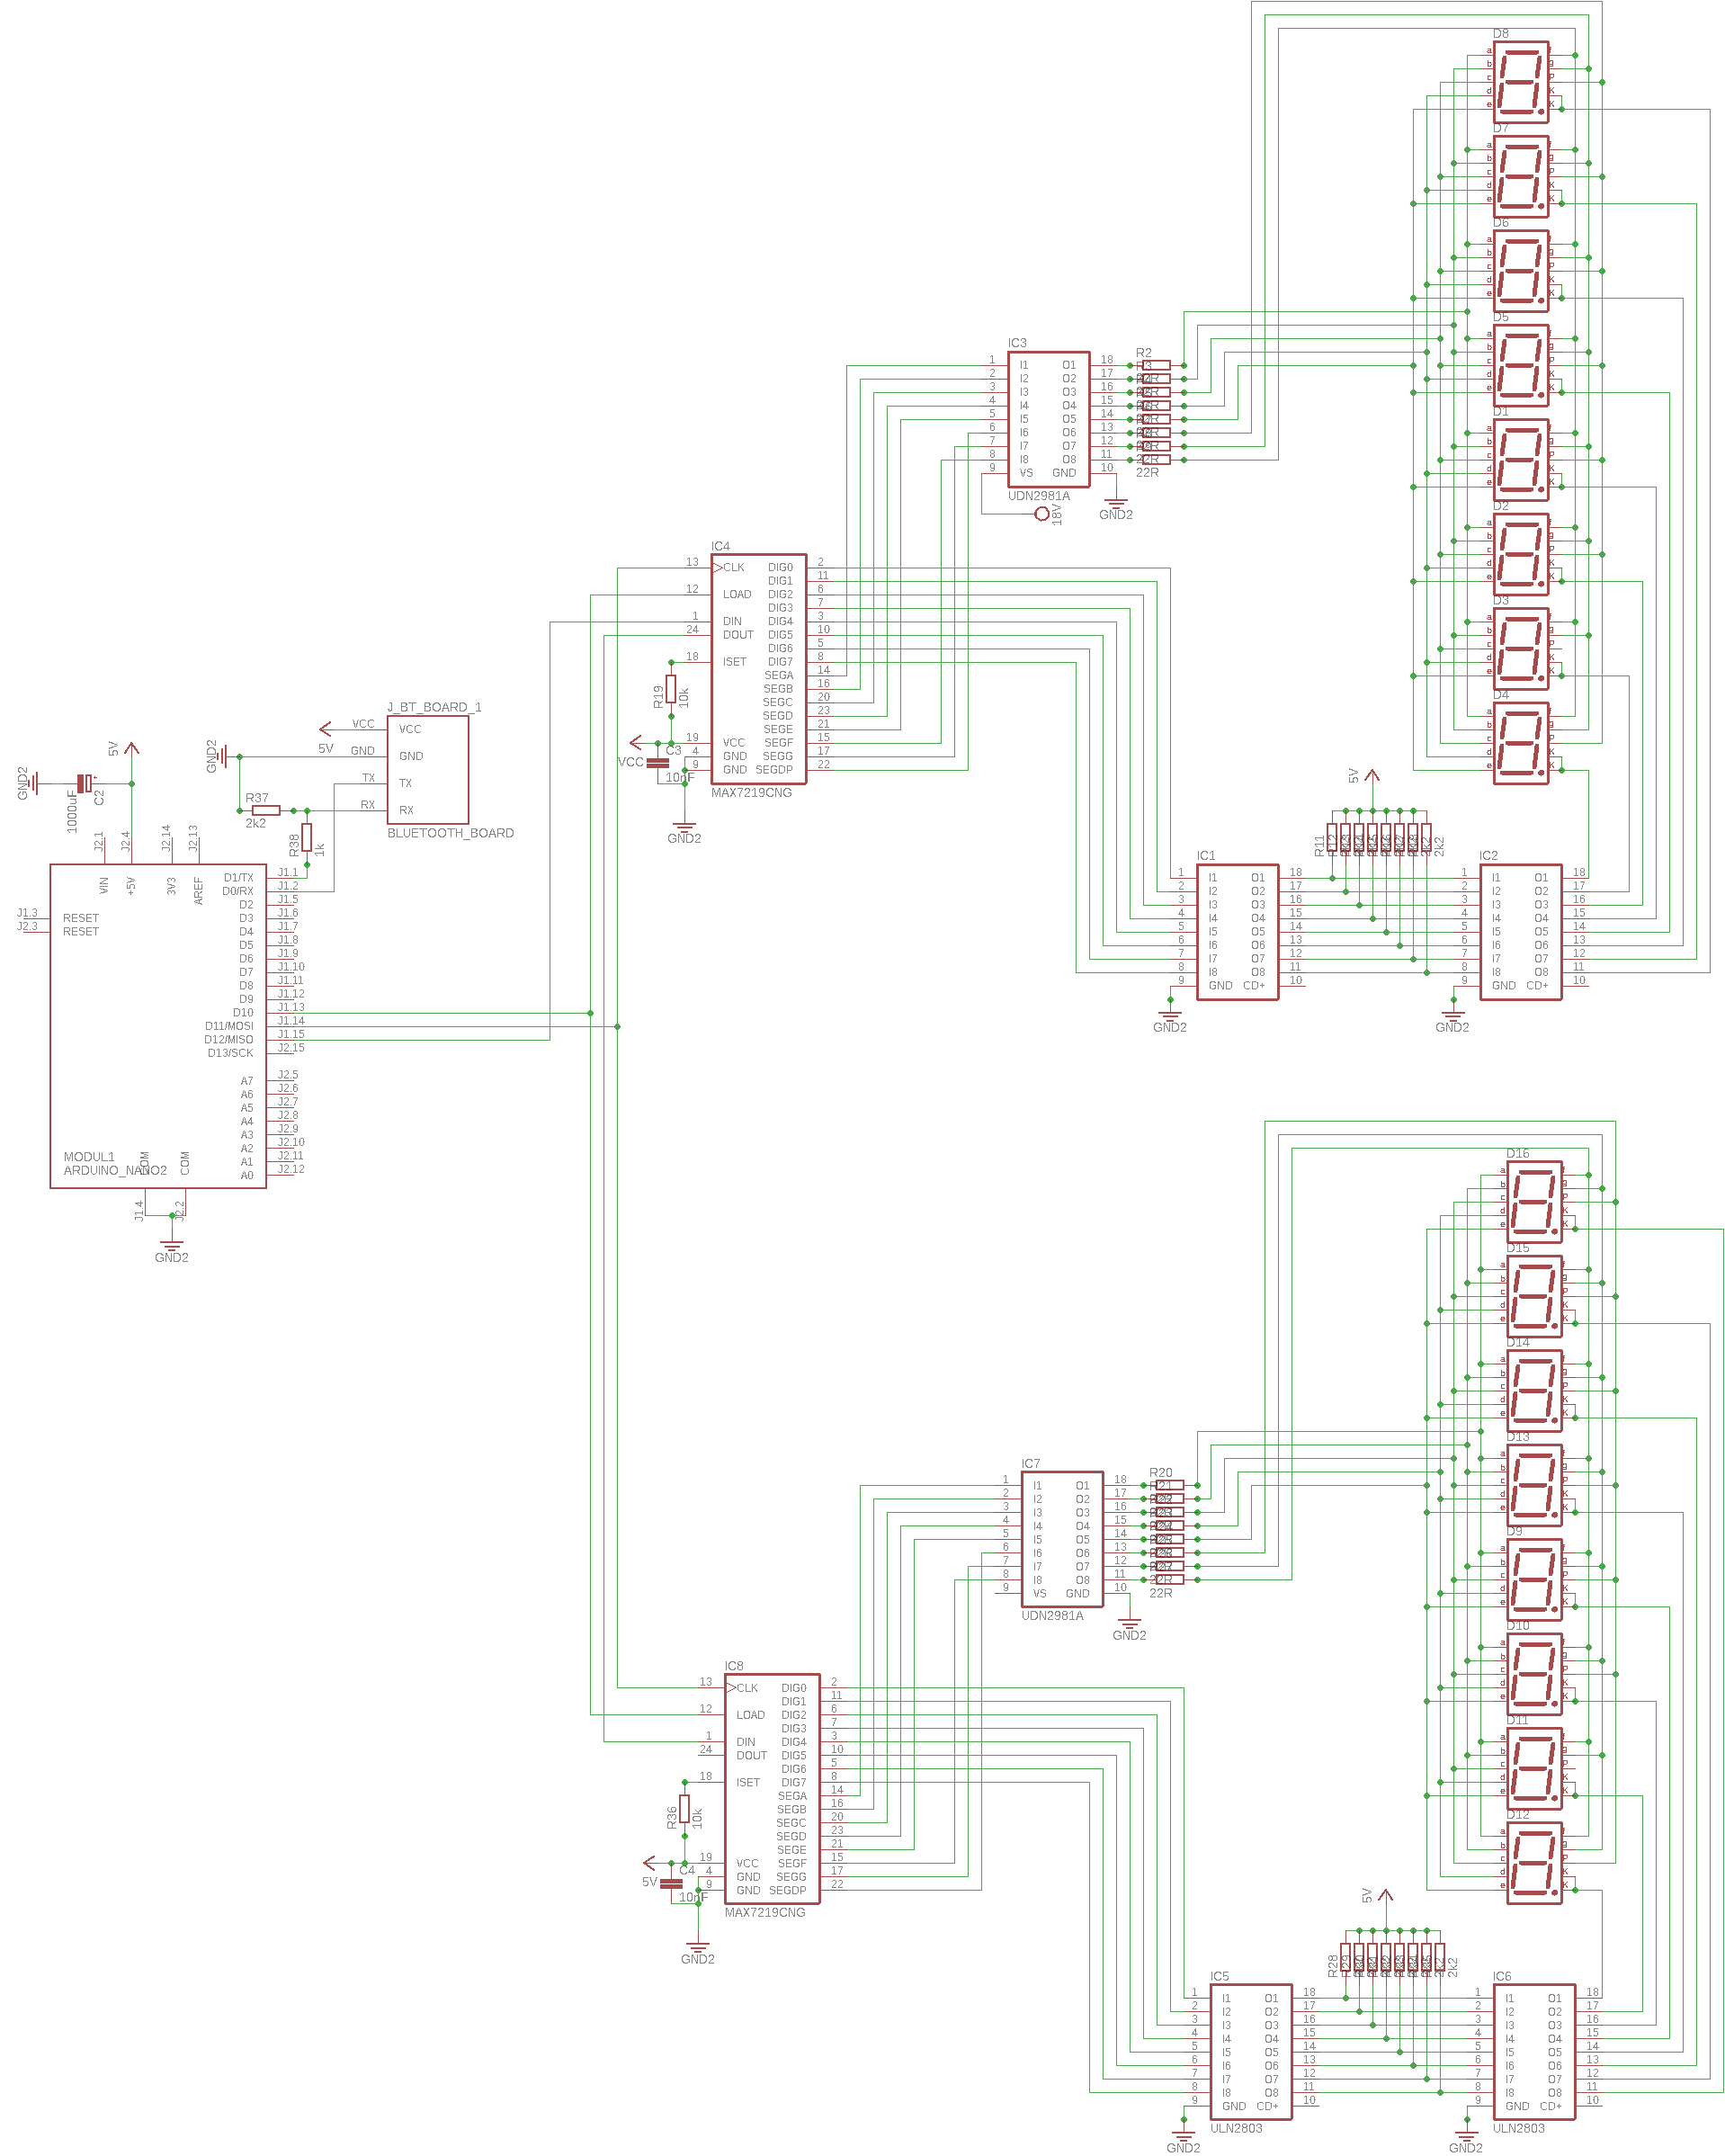 D8
a
b
c
d
e
f
g
P
K
K
D7
a
b
c
d
e
f
g
P
K
K
D6
a
b
c
d
e
f
g
P
K
K
D5
a
b
c
d
e
f
g
P
K
K
D1
a
b
c
d
e
f
g
P
K
K
D2
a
b
c
d
e
f
g
P
K
K
D3
a
b
c
d
e
f
g
P
K
K
D4
a
b
c
d
e
f
g
P
K
K
IC3
1 I1 O1 18
2 I2 O2 17
3 I3 O3 16
4 I4 O4 15
5 I5 O5 14
6 I6 O6 13
7 I7 O7 12
8 I8 O8 11
9 VS GND 10
UDN2981A
18V
GND2
R2
R3
22R
22R
IC4
13 CLK DIG0 2
DIG1 11
12 LOAD DIG2 6
DIG3 7
1 DIN DIG4 3
24 DOUT DIG5 10
DIG6 5
18 ISET DIG7 8
SEGA 14
SEGB 16
SEGC 20
SEGD 23
SEGE 21
19 VCC SEGF 15
4 GND SEGG 17
9 GND SEGDP 22
MAX7219CNG
R19
10k
VCC
C3
10nF
GND2
J_BT_BOARD_1
VCC VCC
GND GND
TX TX
RX RX
BLUETOOTH_BOARD
5V
GND2
R37
2k2
R38
1k
GND2
1000uF
C2
+
5V
J2.1
J2.4
J2.14
J2.13
VIN
+5V
3V3
AREF
J1.3 RESET
J2.3 RESET
D1/TX J1.1
D0/RX J1.2
D2 J1.5
D3 J1.6
D4 J1.7
D5 J1.8
D6 J1.9
D7 J1.10
D8 J1.11
D9 J1.12
D10 J1.13
D11/MOSI J1.14
D12/MISO J1.15
D13/SCK J2.15
A7 J2.5
A6 J2.6
A5 J2.7
A4 J2.8
A3 J2.9
A2 J2.10
A1 J2.11
A0 J2.12
MODUL1
ARDUINO_NANO2
COM
COM
J1.4
J2.2
GND2
5V
R11
R12
2k2
2k2
IC1
1 I1 O1 18
2 I2 O2 17
3 I3 O3 16
4 I4 O4 15
5 I5 O5 14
6 I6 O6 13
7 I7 O7 12
8 I8 O8 11
9 GND CD+ 10
GND2
IC2
1 I1 O1 18
2 I2 O2 17
3 I3 O3 16
4 I4 O4 15
5 I5 O5 14
6 I6 O6 13
7 I7 O7 12
8 I8 O8 11
9 GND CD+ 10
GND2
D16
a
b
c
d
e
f
g
P
K
K
D15
a
b
c
d
e
f
g
P
K
K
D14
a
b
c
d
e
f
g
P
K
K
D13
a
b
c
d
e
f
g
P
K
K
D9
a
b
c
d
e
f
g
P
K
K
D10
a
b
c
d
e
f
g
P
K
K
D11
a
b
c
d
e
f
g
P
K
K
D12
a
b
c
d
e
f
g
P
K
K
IC7
1 I1 O1 18
2 I2 O2 17
3 I3 O3 16
4 I4 O4 15
5 I5 O5 14
6 I6 O6 13
7 I7 O7 12
8 I8 O8 11
9 VS GND 10
UDN2981A
GND2
R20
R21
22R
22R
IC8
13 CLK DIG0 2
DIG1 11
12 LOAD DIG2 6
DIG3 7
1 DIN DIG4 3
24 DOUT DIG5 10
DIG6 5
18 ISET DIG7 8
SEGA 14
SEGB 16
SEGC 20
SEGD 23
SEGE 21
19 VCC SEGF 15
4 GND SEGG 17
9 GND SEGDP 22
MAX7219CNG
R36
10k
5V
C4
10nF
GND2
5V
R28
R29
R35
2k2
2k2
IC5
1 I1 O1 18
2 I2 O2 17
3 I3 O3 16
4 I4 O4 15
5 I5 O5 14
6 I6 O6 13
7 I7 O7 12
8 I8 O8 11
9 GND CD+ 10
ULN2803
GND2
IC6
1 I1 O1 18
2 I2 O2 17
3 I3 O3 16
4 I4 O4 15
5 I5 O5 14
6 I6 O6 13
7 I7 O7 12
8 I8 O8 11
9 GND CD+ 10
ULN2803
GND2